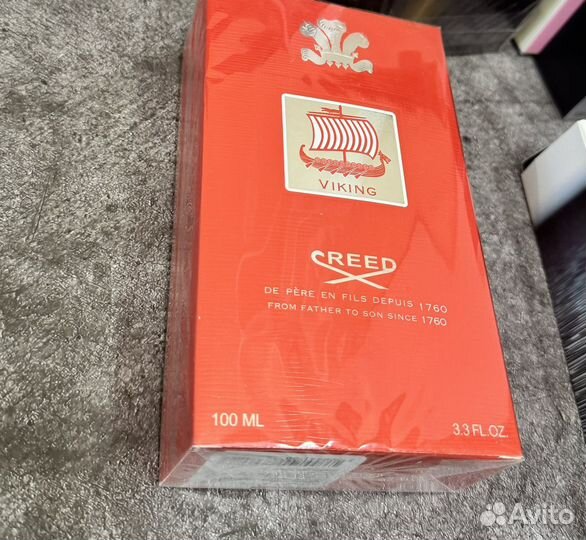 VIKING
CREED
DE PÈRE EN FILS DEPUIS 1760
FROM FATHER TO SON SINCE 1760
100 ML
3.3 FL.OZ.
Avito